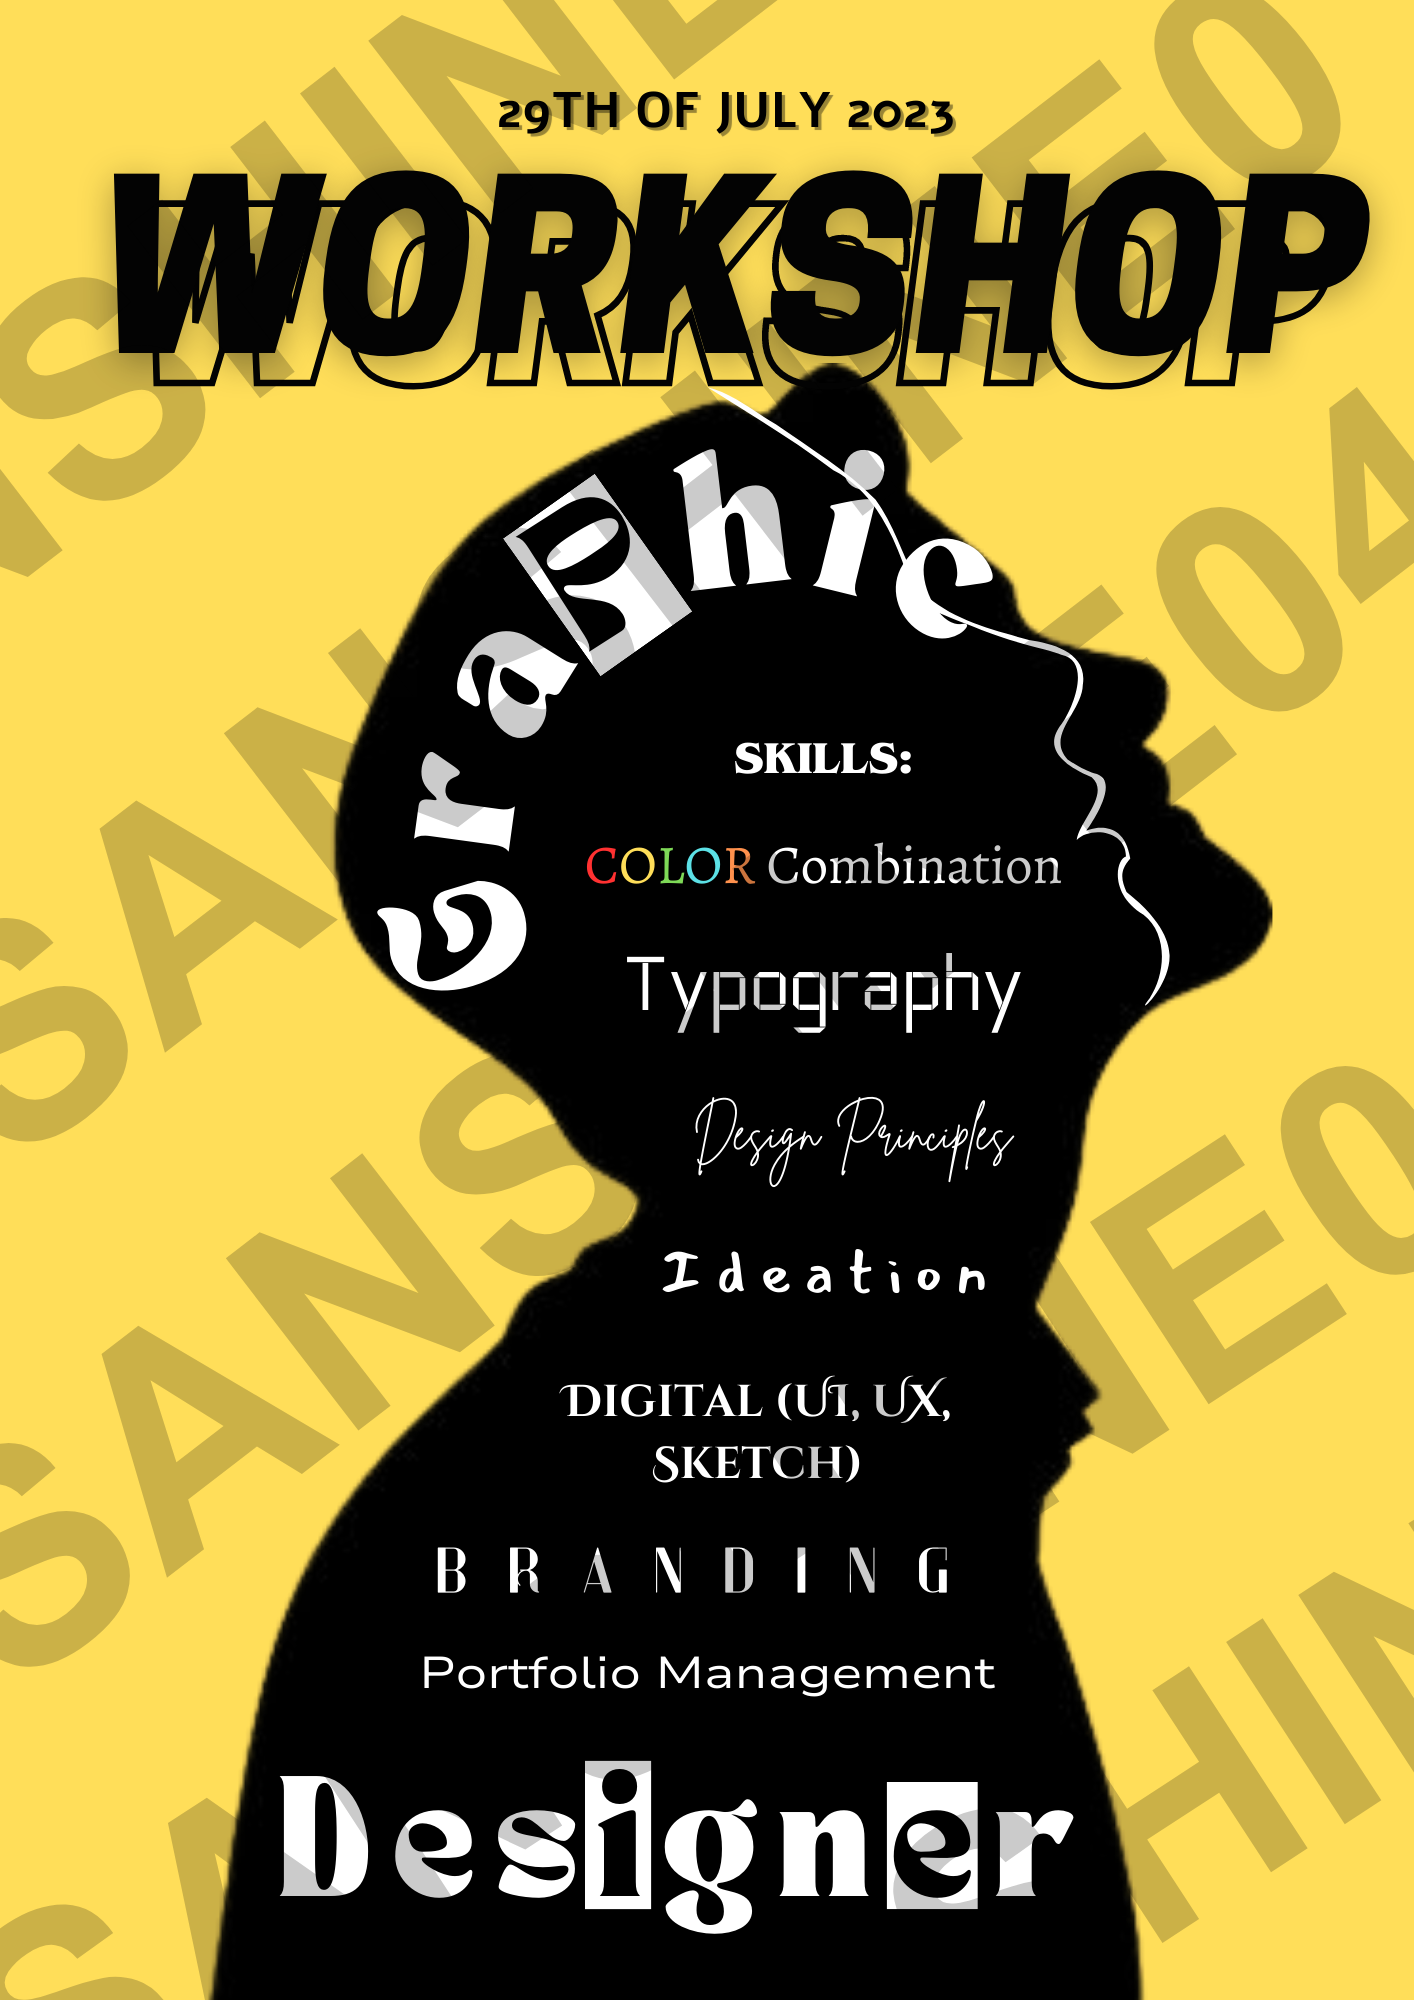 29TH OF JULY 2023
WORKSHOP
Graphic
SKILLS:
COLOR Combination
Typography
Design Principles
Ideation
DIGITAL (UI, UX,
SKETCH)
BRANDING
Portfolio Management
Designer